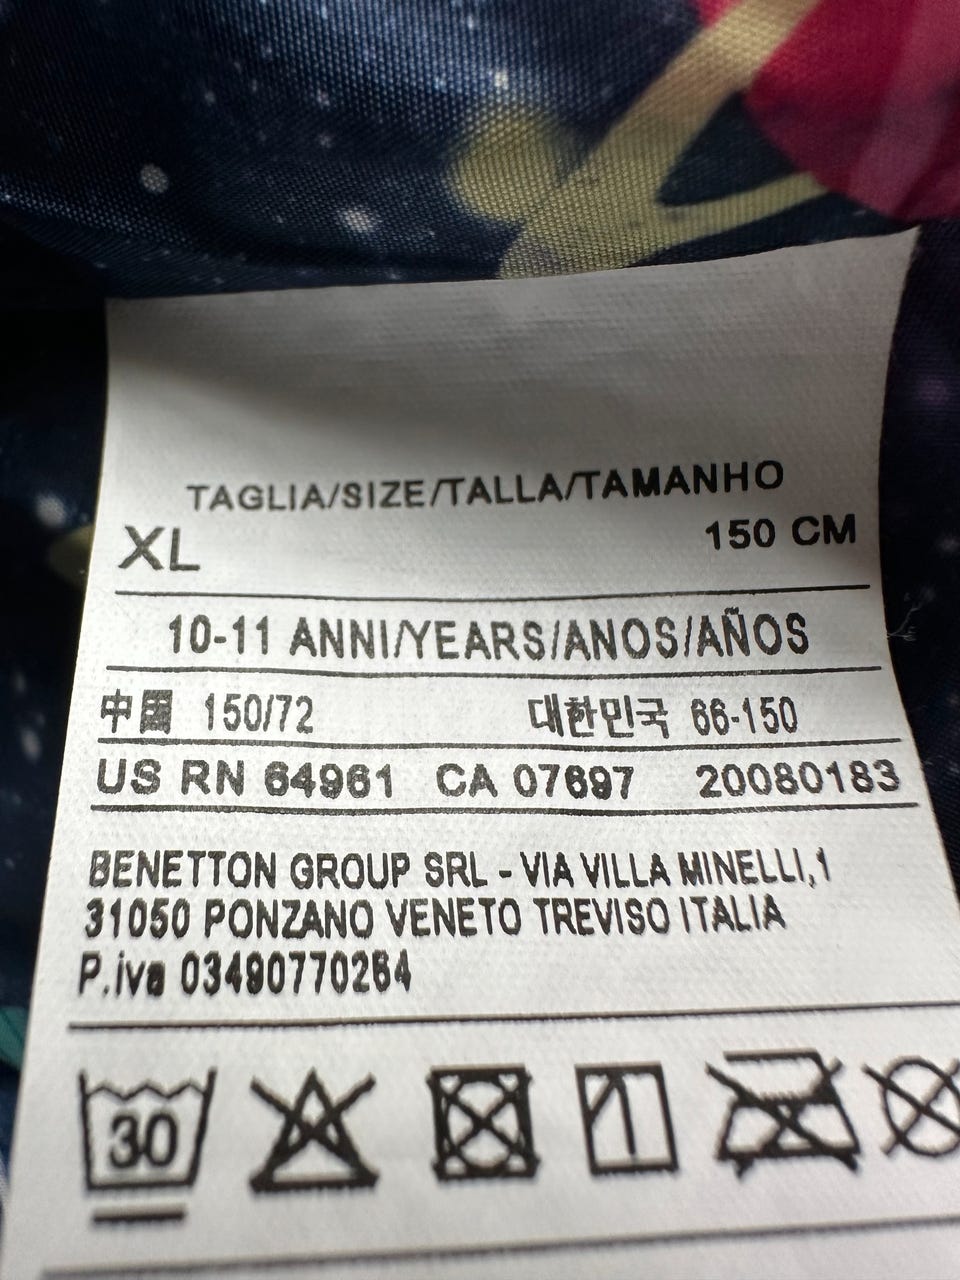 TAGLIA/SIZE/TALLA/TAMANHO
XL 150 CM
10-11 ANNI/YEARS/ANOS/AÑOS
中国 150/72 대한민국 66-150
US RN 64961 CA 07697 20080183
BENETTON GROUP SRL - VIA VILLA MINELLI,1
31050 PONZANO VENETO TREVISO ITALIA
P.iva 03490770264
30